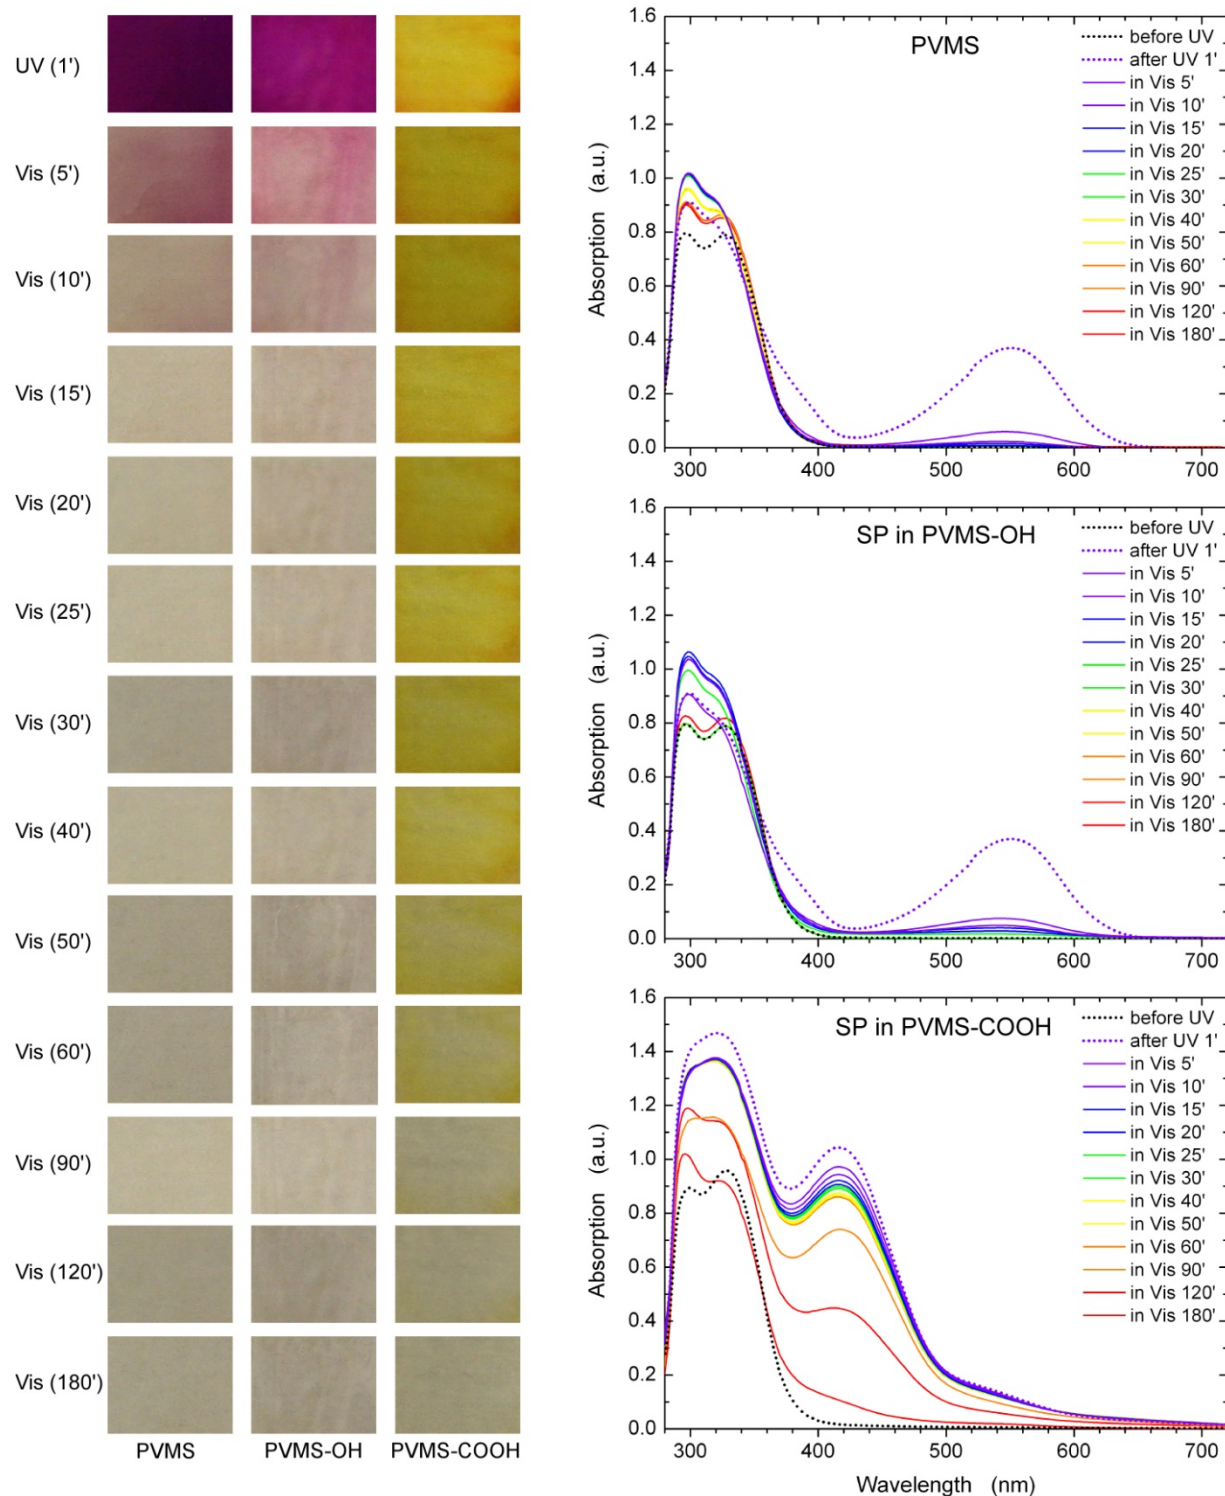 UV (1')
Vis (5')
Vis (10')
Vis (15')
Vis (20')
Vis (25')
Vis (30')
Vis (40')
Vis (50')
Vis (60')
Vis (90')
Vis (120')
Vis (180')
PVMS PVMS-OH PVMS-COOH
PVMS
before UV
after UV 1'
in Vis 5'
in Vis 10'
in Vis 15'
in Vis 20'
in Vis 25'
in Vis 30'
in Vis 40'
in Vis 50'
in Vis 60'
in Vis 90'
in Vis 120'
in Vis 180'
1.6
1.4
1.2
1.0
0.8
0.6
0.4
0.2
0.0
Absorption (a.u.)
300 400 500 600 700
SP in PVMS-OH
before UV
after UV 1'
in Vis 5'
in Vis 10'
in Vis 15'
in Vis 20'
in Vis 25'
in Vis 30'
in Vis 40'
in Vis 50'
in Vis 60'
in Vis 90'
in Vis 120'
in Vis 180'
1.6
1.4
1.2
1.0
0.8
0.6
0.4
0.2
0.0
Absorption (a.u.)
300 400 500 600 700
SP in PVMS-COOH
before UV
after UV 1'
in Vis 5'
in Vis 10'
in Vis 15'
in Vis 20'
in Vis 25'
in Vis 30'
in Vis 40'
in Vis 50'
in Vis 60'
in Vis 90'
in Vis 120'
in Vis 180'
1.6
1.4
1.2
1.0
0.8
0.6
0.4
0.2
0.0
Absorption (a.u.)
300 400 500 600 700
Wavelength (nm)